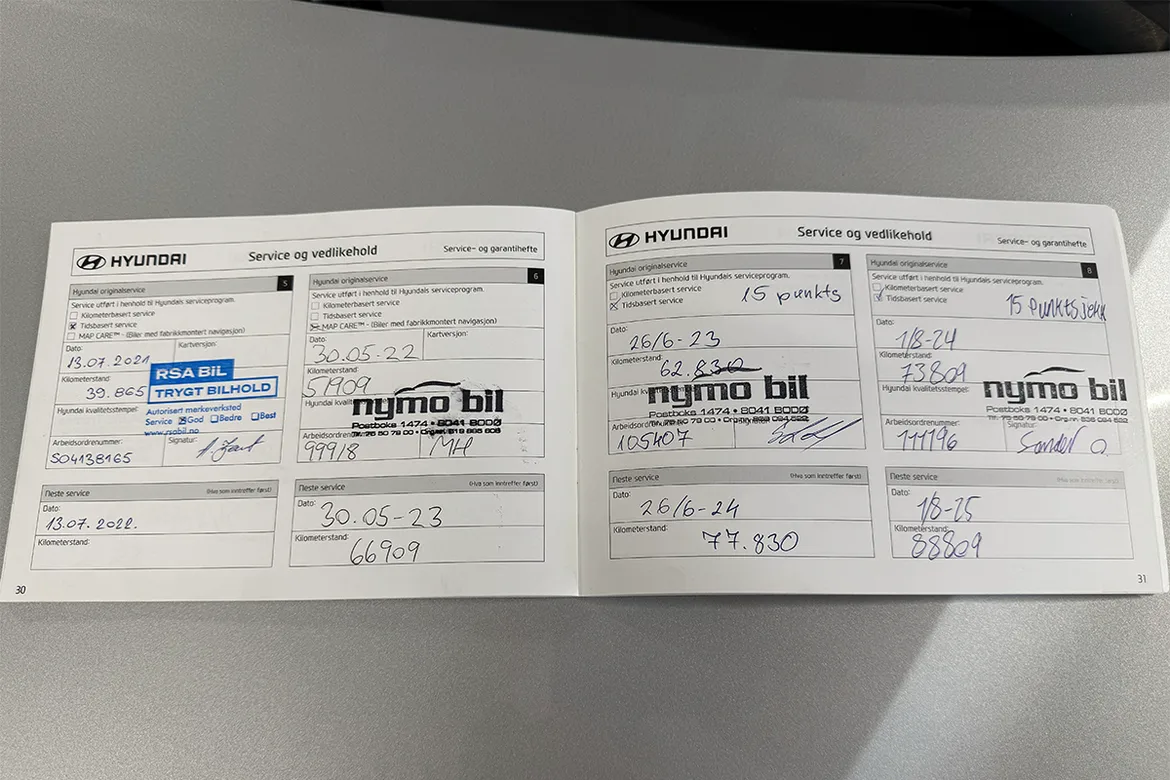 HYUNDAI Service og vedlikehold Service- og garantihefte
Hyundai originalservice 5
Service utført i henhold til Hyundais serviceprogram.
Kilometerbasert service
Tidsbasert service
MAP CARE™ - (Biler med fabrikkmontert navigasjon)
Dato: Kartversjon:
13.07.2021
Kilometerstand:
39.865
RSA BiL
TRYGT BILHOLD
Hyundai kvalitetsstempel:
Autorisert merkeverksted
Service God Bedre Best
www.rsabil.no
Arbeidsordrenummer: Signatur:
SO4138165
Neste service (Hva som inntreffer først)
Dato:
13.07.2022.
Kilometerstand:
30
Hyundai originalservice 6
Service utført i henhold til Hyundais serviceprogram.
Kilometerbasert service
Tidsbasert service
MAP CARE™ - (Biler med fabrikkmontert navigasjon)
Dato: Kartversjon:
30.05-22
Kilometerstand:
51909
nymo bil
Postboks 1474 • 8041 BODØ
99918 MH
Neste service (Hva som inntreffer først)
Dato:
30.05-23
Kilometerstand:
66909
HYUNDAI Service og vedlikehold Service- og garantihefte
Hyundai originalservice 7
Service utført i henhold til Hyundais serviceprogram.
Kilometerbasert service
Tidsbasert service
15 punkts
Dato:
26/6-23
Kilometerstand:
62.830
nymo bil
Postboks 1474 • 8041 BODØ
Arbeidsordrenummer:
105407
Neste service (Hva som inntreffer først)
Dato:
26/6-24
Kilometerstand:
77.830
Hyundai originalservice 8
Service utført i henhold til Hyundais serviceprogram.
Kilometerbasert service
Tidsbasert service
15 punktsjekk
Dato:
1/8-24
Kilometerstand:
73809
Hyundai kvalitetsstempel:
nymo bil
Postboks 1474 • 8041 BODØ
Arbeidsordrenummer: Signatur:
111196 Sander O.
Neste service (Hva som inntreffer først)
Dato:
1/8-25
Kilometerstand:
88809
31